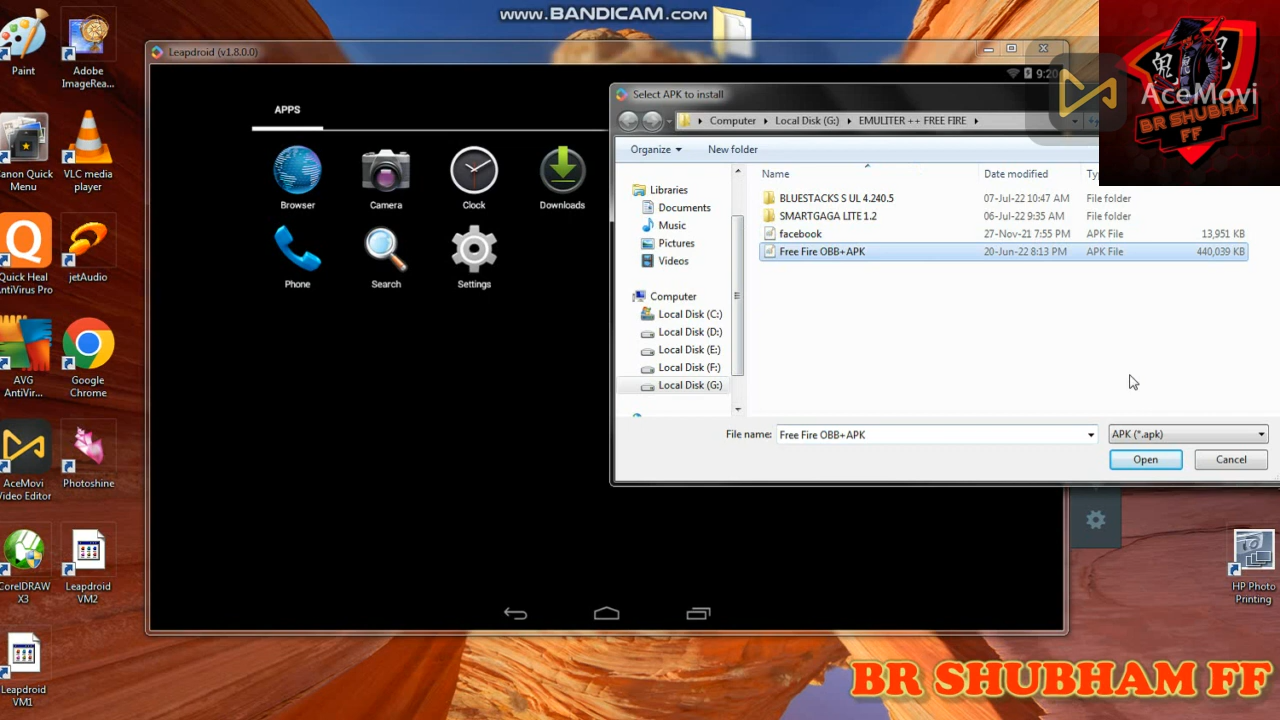 www.BANDICAM.com
Paint
Adobe
ImageRea...
Canon Quick
Menu
VLC media
player
Quick Heal
AntiVirus Pro
jetAudio
AVG
AntiVir...
Google
Chrome
AceMovi
Video Editor
Photoshine
CorelDRAW
X3
Leapdroid
VM2
Leapdroid
VM1
Leapdroid (v1.8.0.0)
9:20
APPS
Browser
Camera
Clock
Downloads
Phone
Search
Settings
Select APK to install
Computer
Local Disk (G:)
EMULITER ++ FREE FIRE
Organize
New folder
Libraries
Documents
Music
Pictures
Videos
Computer
Local Disk (C:)
Local Disk (D:)
Local Disk (E:)
Local Disk (F:)
Local Disk (G:)
Name Date modified Ty
BLUESTACKS S UL 4.240.5 07-Jul-22 10:47 AM File folder
SMARTGAGA LITE 1.2 06-Jul-22 9:35 AM File folder
facebook 27-Nov-21 7:55 PM APK File 13,951 KB
Free Fire OBB+APK 20-Jun-22 8:13 PM APK File 440,039 KB
File name: Free Fire OBB+APK
APK (*.apk)
Open
Cancel
AceMovi
鬼 鬼
BR SHUBHA
FF
HP Photo
Printing
BR SHUBHAM FF